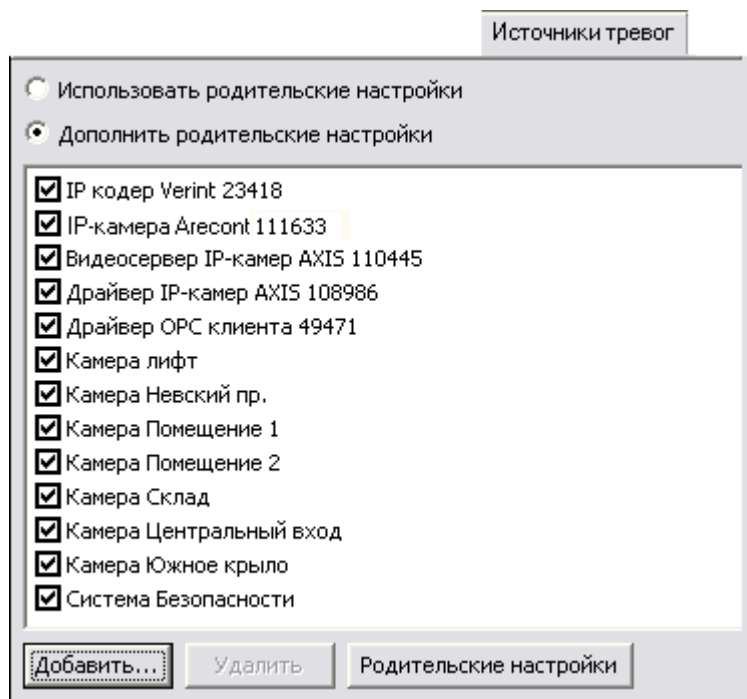 Источники тревог
Использовать родительские настройки
Дополнить родительские настройки
IP кодер Verint 23418
IP-камера Arecont 111633
Видеосервер IP-камер AXIS 110445
Драйвер IP-камер AXIS 108986
Драйвер OPC клиента 49471
Камера лифт
Камера Невский пр.
Камера Помещение 1
Камера Помещение 2
Камера Склад
Камера Центральный вход
Камера Южное крыло
Система Безопасности
Добавить... Удалить Родительские настройки